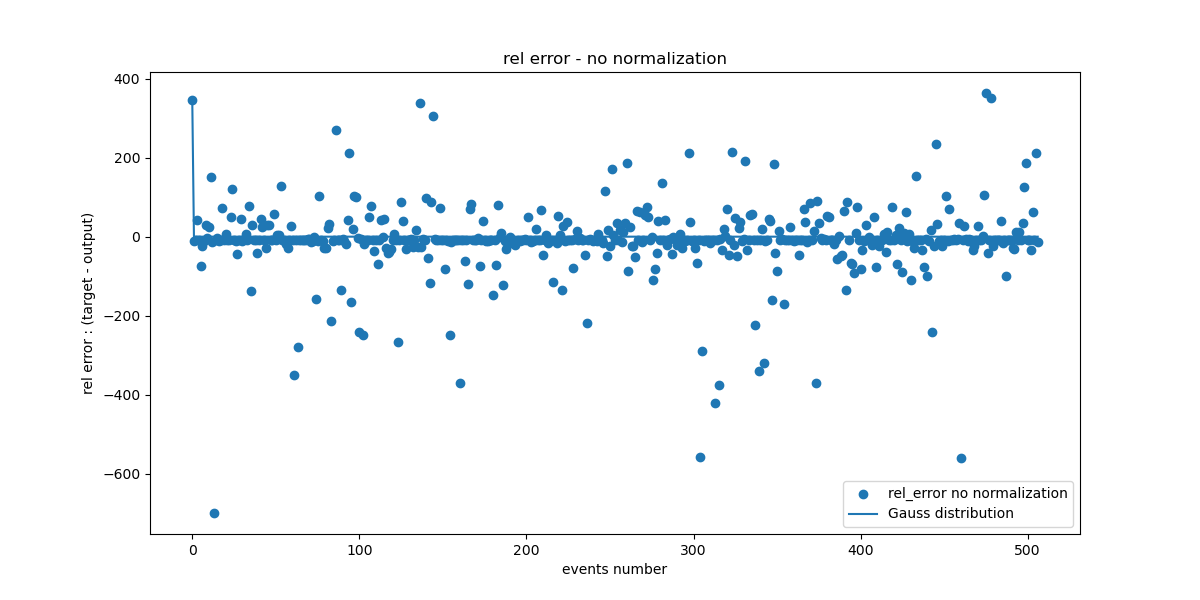 rel error - no normalization
rel error : (target - output)
400
200
0
−200
−400
−600
0
100
200
300
400
500
events number
rel_error no normalization
Gauss distribution